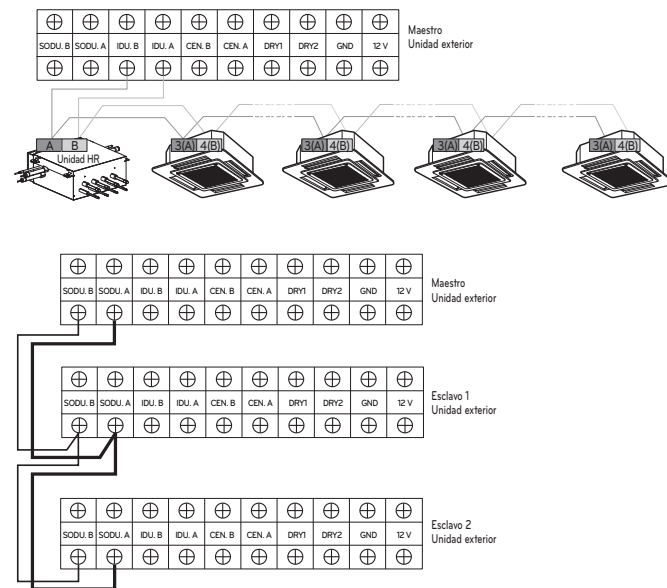 SODU. B SODU. A IDU. B IDU. A CEN. B CEN. A DRY1 DRY2 GND 12 V
Maestro
Unidad exterior
A B
Unidad HR
3(A) 4(B) 3(A) 4(B) 3(A) 4(B) 3(A) 4(B)
SODU. B SODU. A IDU. B IDU. A CEN. B CEN. A DRY1 DRY2 GND 12 V
Maestro
Unidad exterior
SODU. B SODU. A IDU. B IDU. A CEN. B CEN. A DRY1 DRY2 GND 12 V
Esclavo 1
Unidad exterior
SODU. B SODU. A IDU. B IDU. A CEN. B CEN. A DRY1 DRY2 GND 12 V
Esclavo 2
Unidad exterior